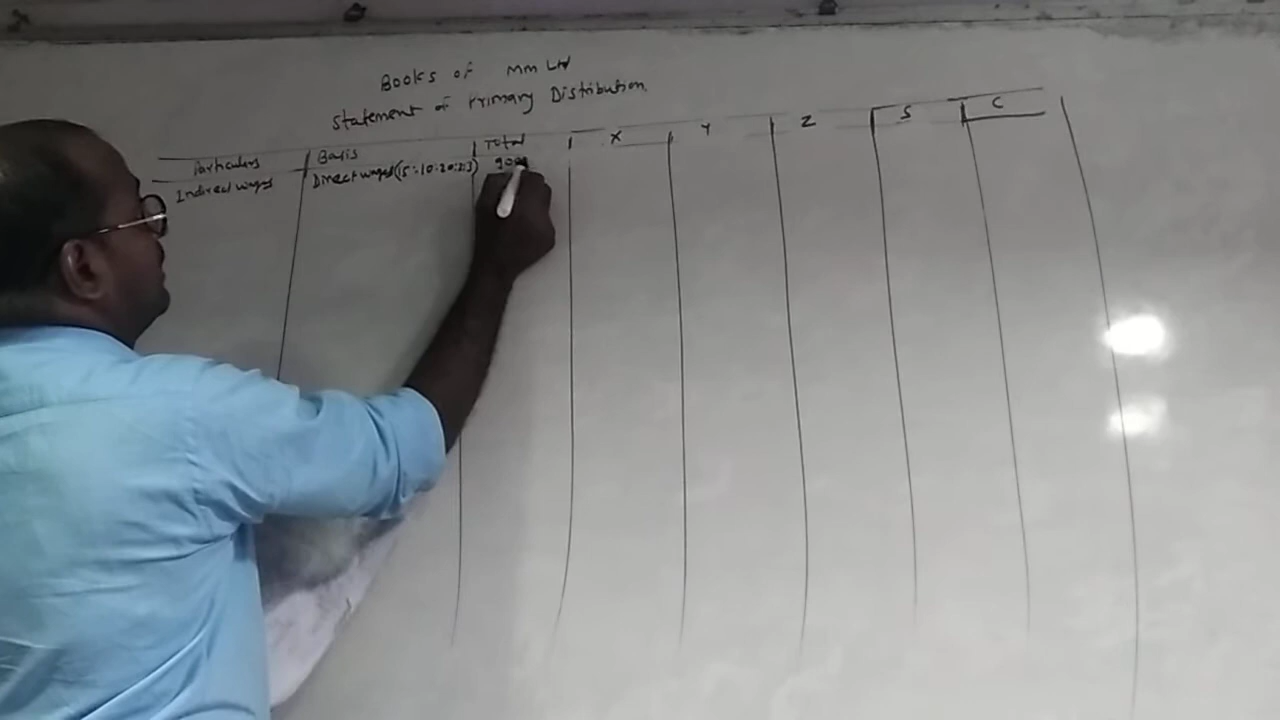 Books of MM Ltd
Statement of Primary Distribution
Particulars Basis Total X Y Z S C
Indirect wages Direct wages (15:10:20:2:3)